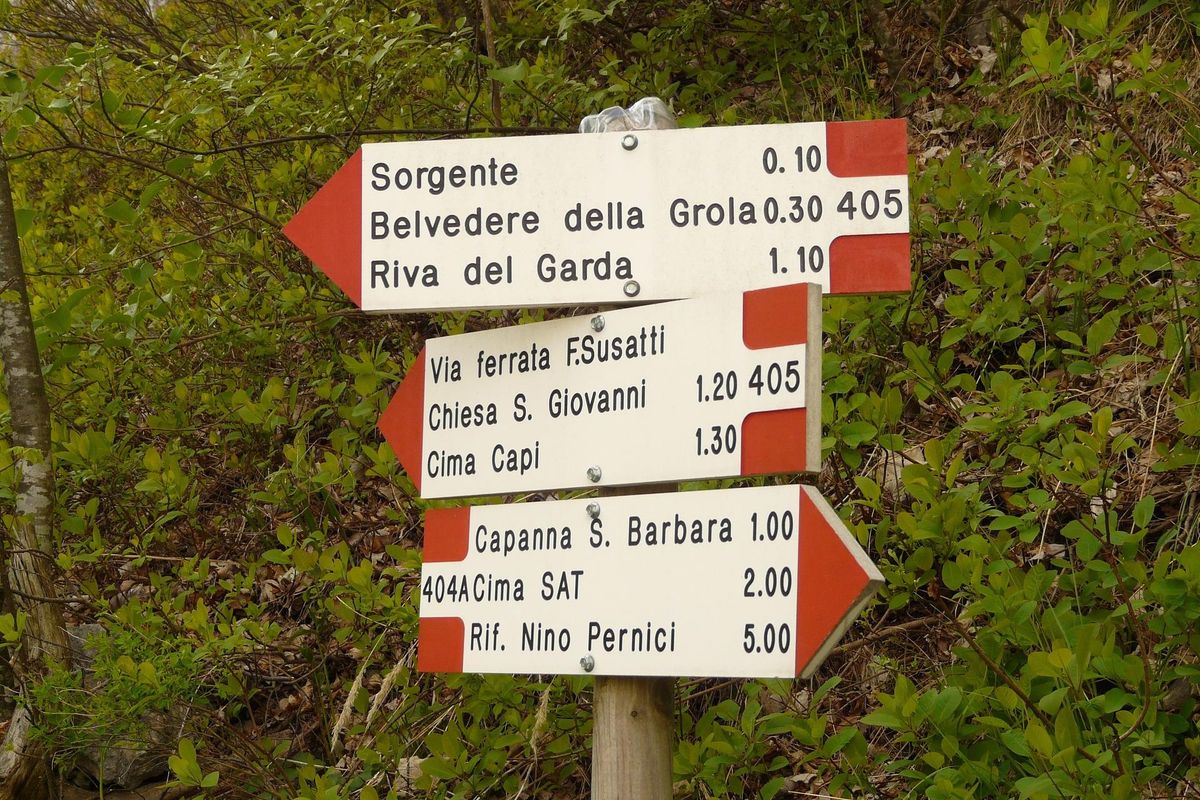 Sorgente 0.10
Belvedere della Grola 0.30 405
Riva del Garda 1.10
Via ferrata F.Susatti
Chiesa S. Giovanni 1.20 405
Cima Capi 1.30
Capanna S. Barbara 1.00
404A Cima SAT 2.00
Rif. Nino Pernici 5.00